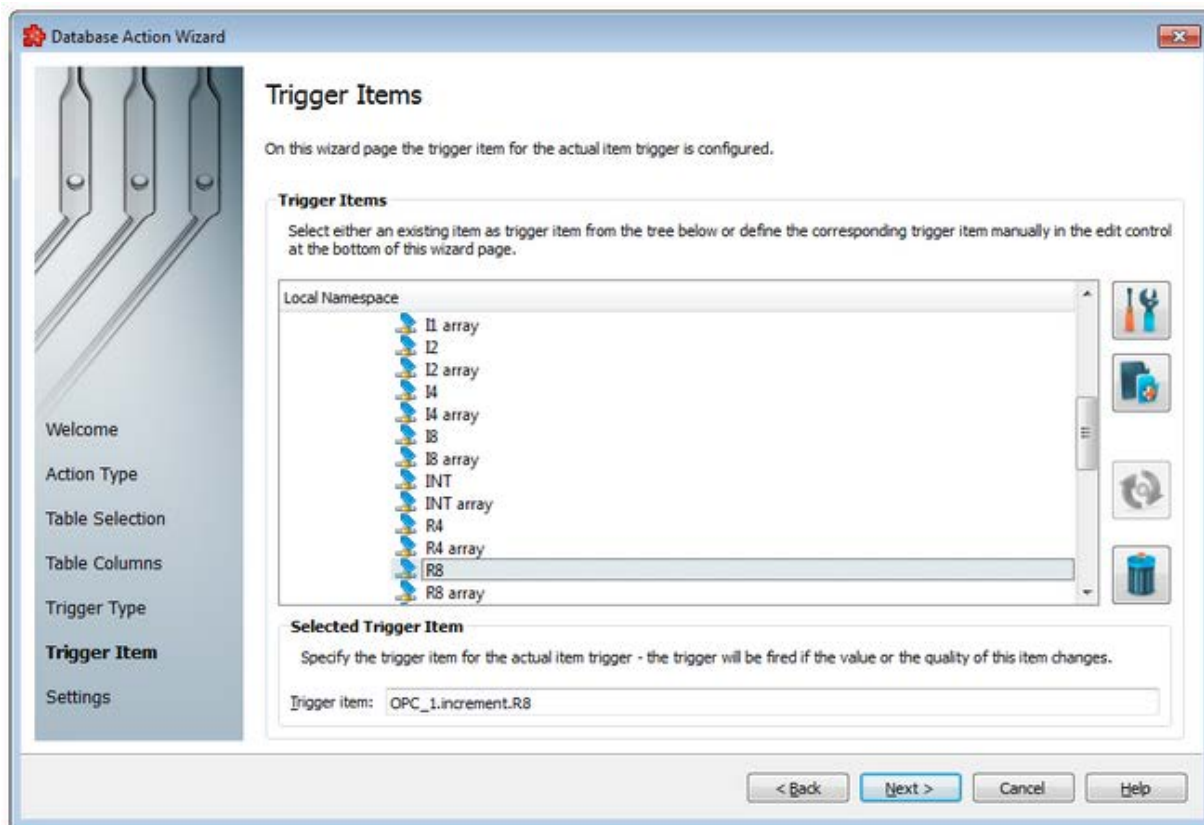 Database Action Wizard
Trigger Items
On this wizard page the trigger item for the actual item trigger is configured.
Trigger Items
Select either an existing item as trigger item from the tree below or define the corresponding trigger item manually in the edit control
at the bottom of this wizard page.
Local Namespace
I1 array
I2
I2 array
I4
I4 array
I8
I8 array
INT
INT array
R4
R4 array
R8
R8 array
Welcome
Action Type
Table Selection
Table Columns
Trigger Type
Trigger Item
Settings
Selected Trigger Item
Specify the trigger item for the actual item trigger - the trigger will be fired if the value or the quality of this item changes.
Trigger item: OPC_1.increment.R8
< Back Next > Cancel Help